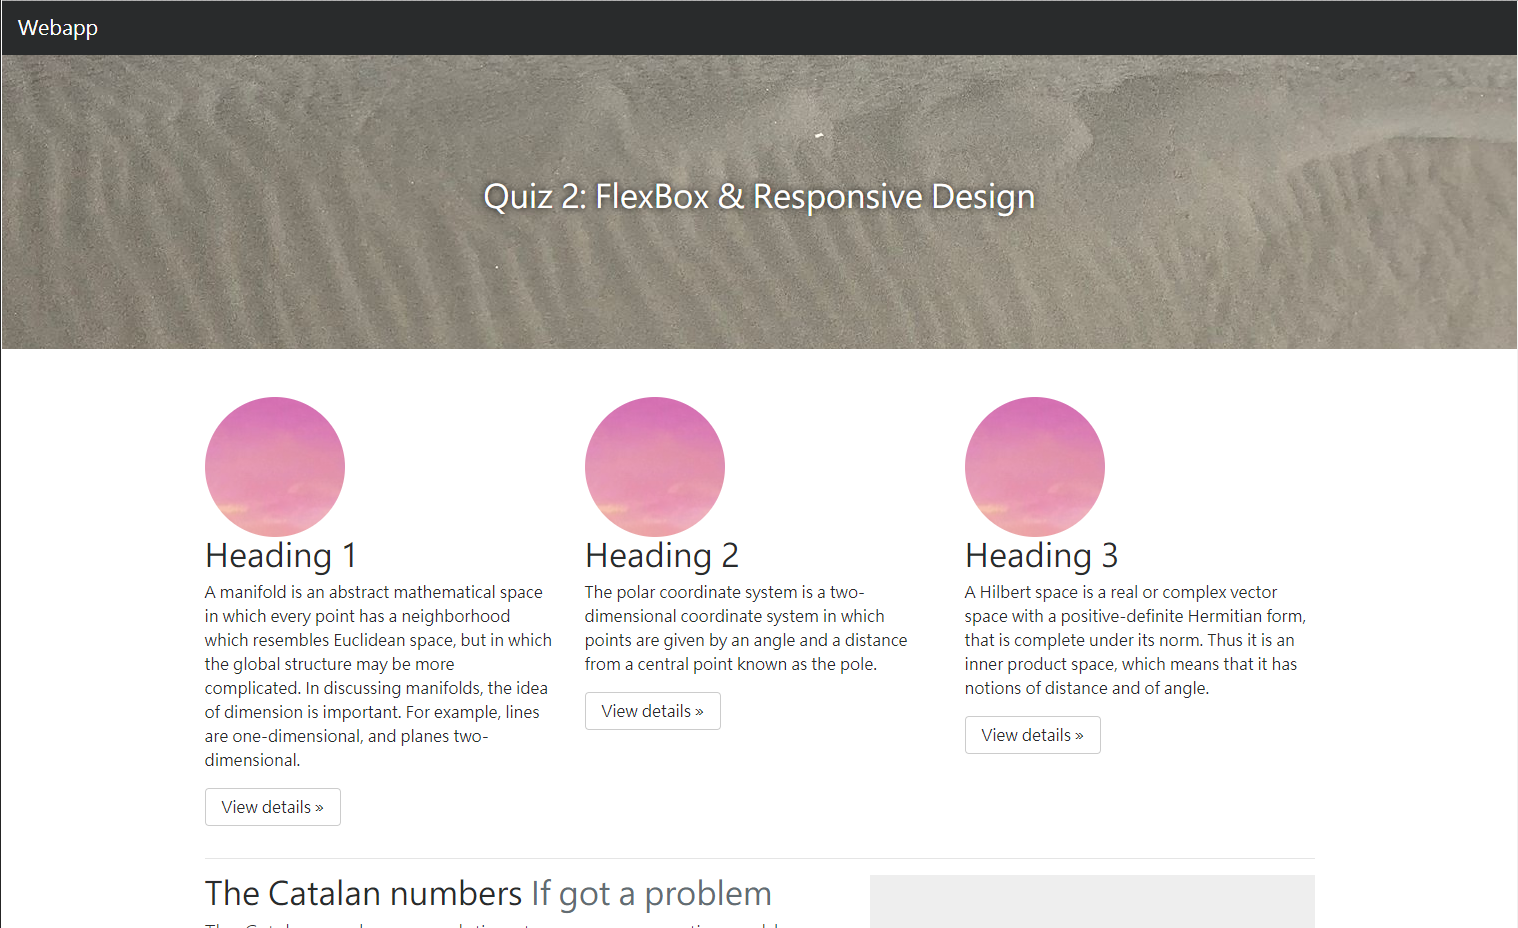 Webapp
Quiz 2: FlexBox & Responsive Design
Heading 1
A manifold is an abstract mathematical space
in which every point has a neighborhood
which resembles Euclidean space, but in which
the global structure may be more
complicated. In discussing manifolds, the idea
of dimension is important. For example, lines
are one-dimensional, and planes two-
dimensional.
View details »
Heading 2
The polar coordinate system is a two-
dimensional coordinate system in which
points are given by an angle and a distance
from a central point known as the pole.
View details »
Heading 3
A Hilbert space is a real or complex vector
space with a positive-definite Hermitian form,
that is complete under its norm. Thus it is an
inner product space, which means that it has
notions of distance and of angle.
View details »
The Catalan numbers If got a problem